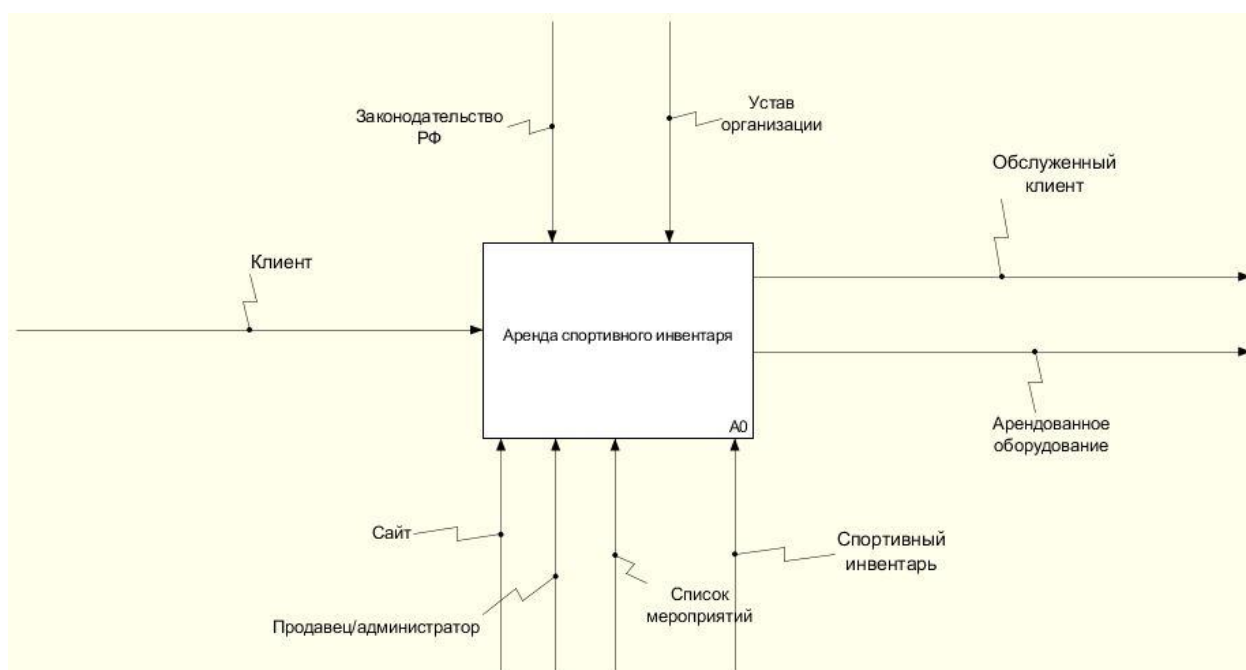 Законодательство
РФ
Устав
организации
Обслуженный
клиент
Клиент
Аренда спортивного инвентаря
A0
Арендованное
оборудование
Сайт
Спортивный
инвентарь
Список
мероприятий
Продавец/администратор